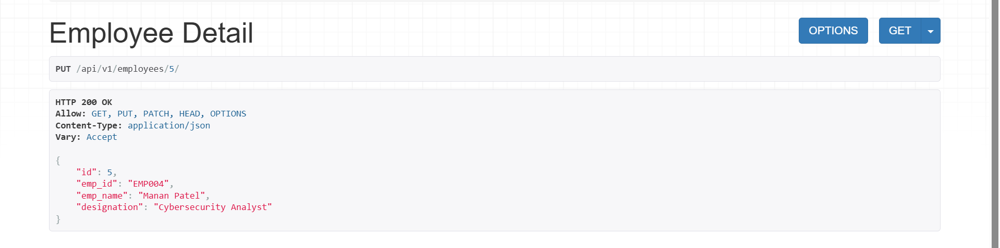 Employee Detail
OPTIONS
GET
PUT /api/v1/employees/5/
HTTP 200 OK
Allow: GET, PUT, PATCH, HEAD, OPTIONS
Content-Type: application/json
Vary: Accept
{
    "id": 5,
    "emp_id": "EMP004",
    "emp_name": "Manan Patel",
    "designation": "Cybersecurity Analyst"
}